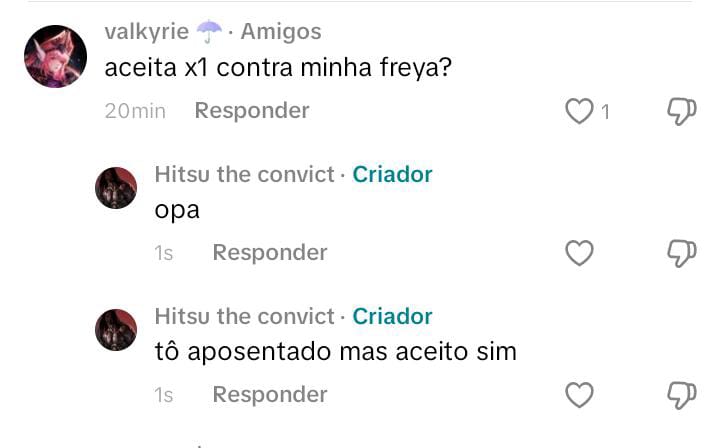 valkyrie ☂️ · Amigos
aceita x1 contra minha freya?
20min Responder 1
Hitsu the convict · Criador
opa
1s Responder
Hitsu the convict · Criador
tô aposentado mas aceito sim
1s Responder